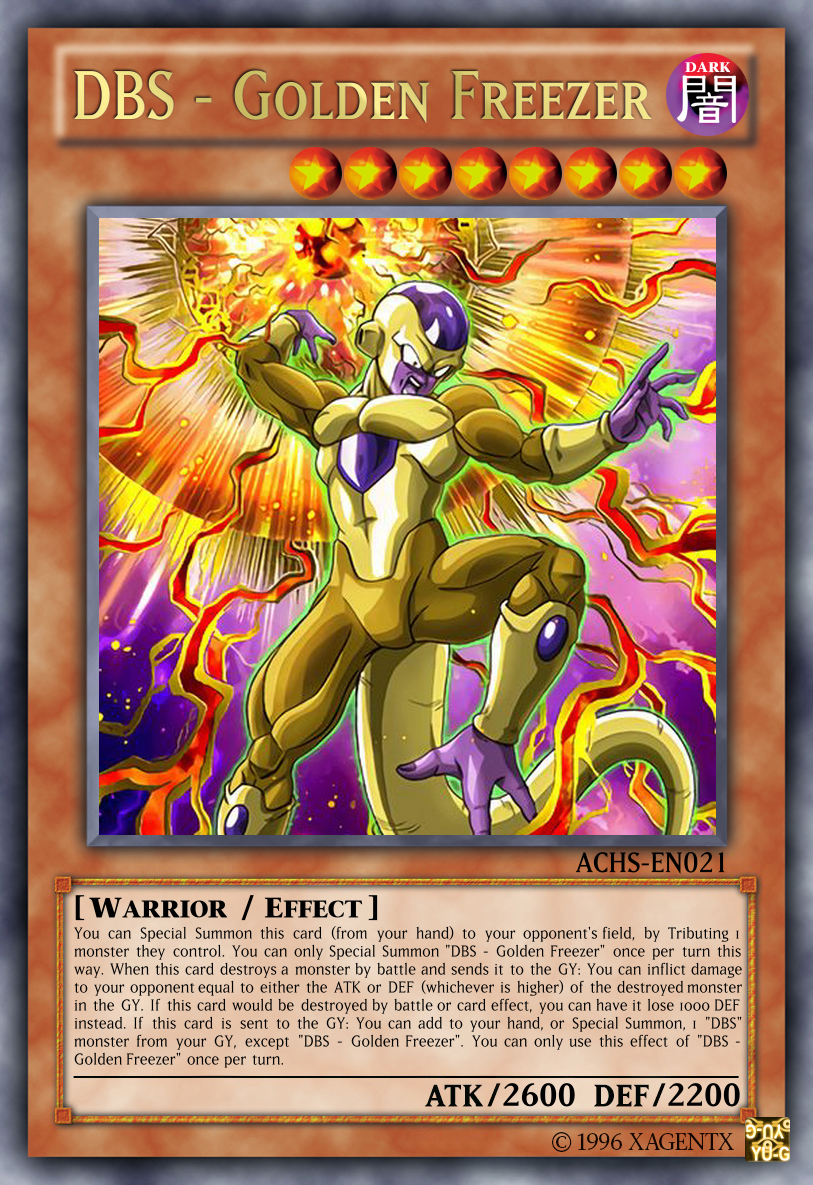 DBS - Golden Freezer
DARK
闇
ACHS-EN021
[ Warrior / Effect ]
You can Special Summon this card (from your hand) to your opponent's field, by Tributing 1
monster they control. You can only Special Summon "DBS - Golden Freezer" once per turn this
way. When this card destroys a monster by battle and sends it to the GY: You can inflict damage
to your opponent equal to either the ATK or DEF (whichever is higher) of the destroyed monster
in the GY. If this card would be destroyed by battle or card effect, you can have it lose 1000 DEF
instead. If this card is sent to the GY: You can add to your hand, or Special Summon, 1 "DBS"
monster from your GY, except "DBS - Golden Freezer". You can only use this effect of "DBS -
Golden Freezer" once per turn.
ATK/2600 DEF/2200
© 1996 XAGENTX